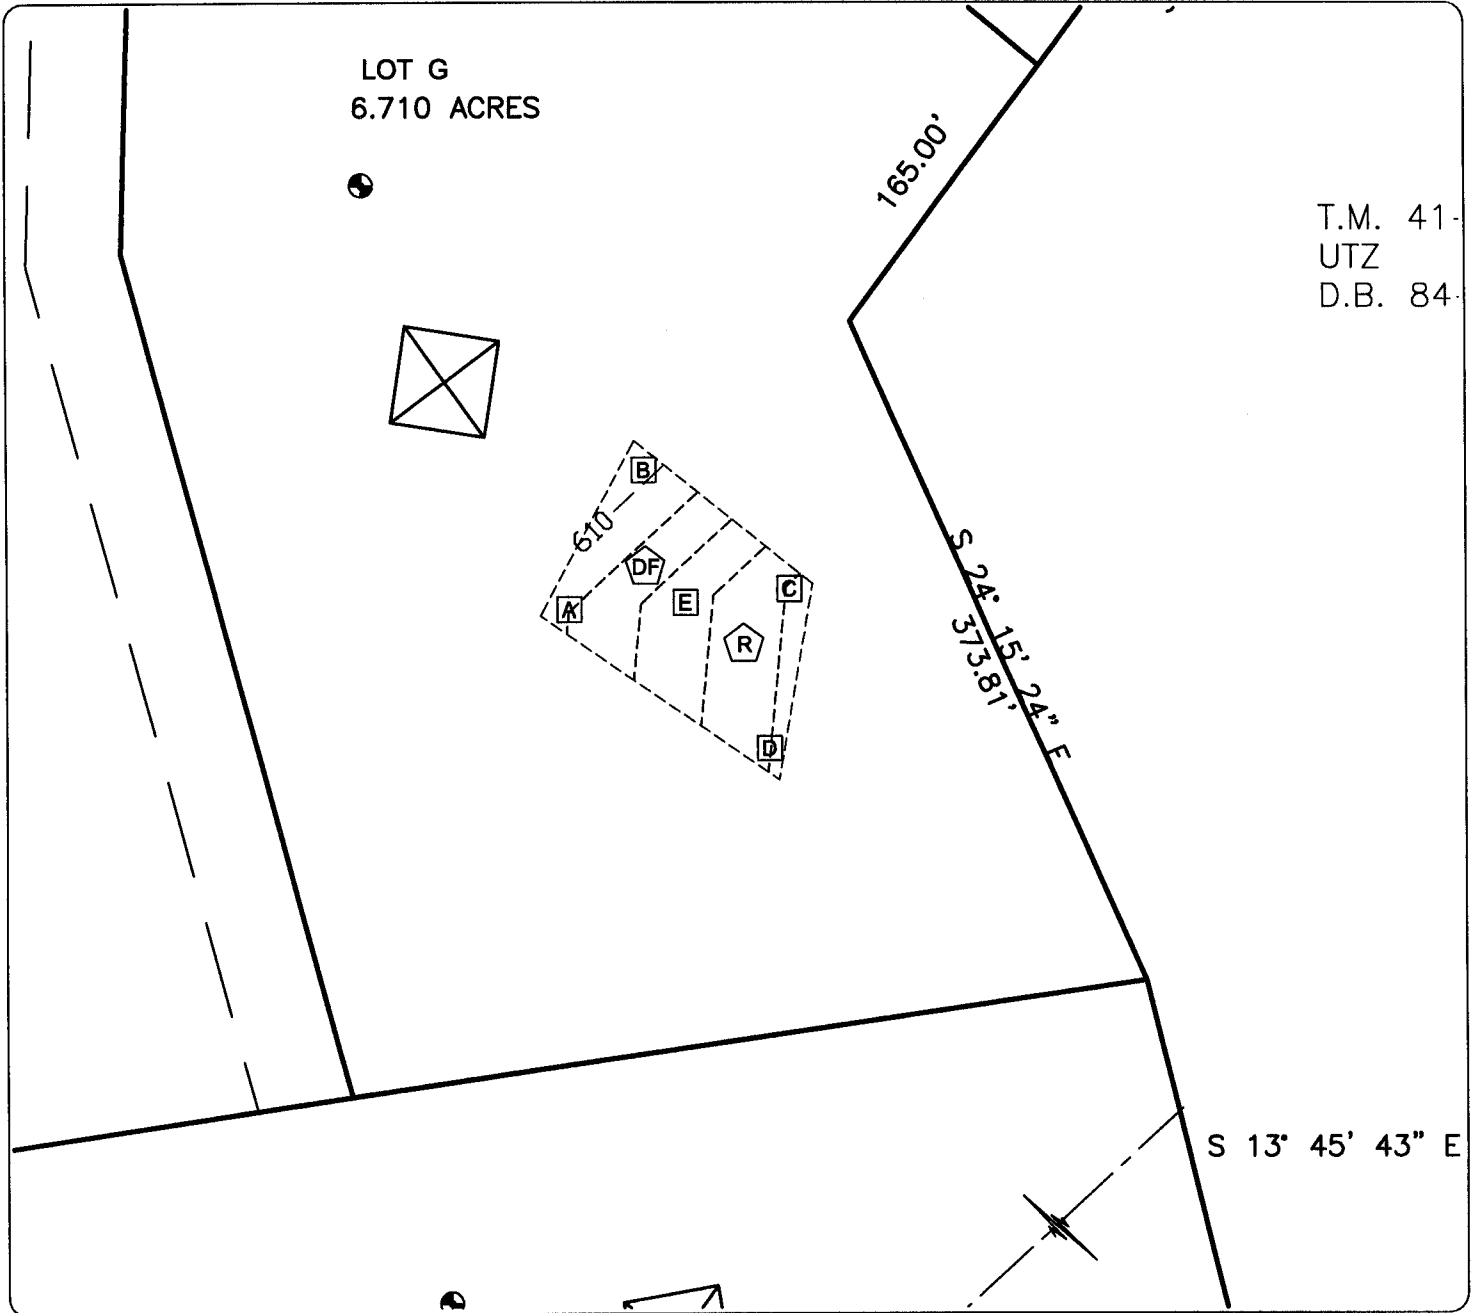 LOT G
6.710 ACRES
165.00'
T.M. 41-
UTZ
D.B. 84-
B
610
DF
A
E
C
R
D
S 24° 15' 24" E
373.81'
S 13° 45' 43" E